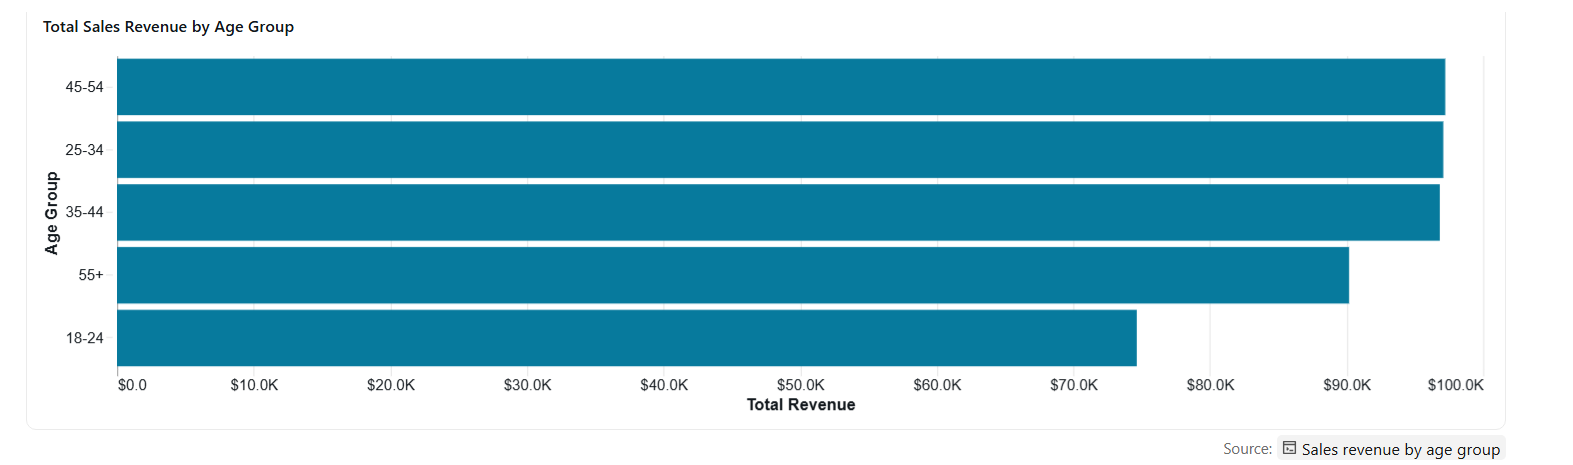 Total Sales Revenue by Age Group
45-54
25-34
35-44
55+
18-24
Age Group
$0.0 $10.0K $20.0K $30.0K $40.0K $50.0K $60.0K $70.0K $80.0K $90.0K $100.0K
Total Revenue
Source: Sales revenue by age group